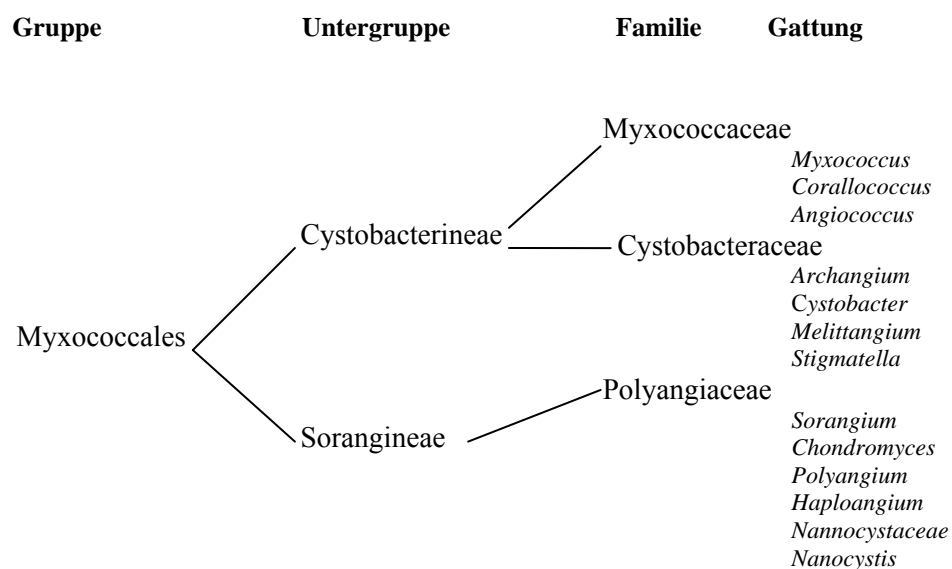 Gruppe Untergruppe Familie Gattung
Myxococcaceae
Myxococcus
Corallococcus
Angiococcus
Cystobacterineae
Cystobacteraceae
Archangium
Cystobacter
Melittangium
Stigmatella
Myxococcales
Polyangiaceae
Sorangineae
Sorangium
Chondromyces
Polyangium
Haploangium
Nannocystaceae
Nanocystis